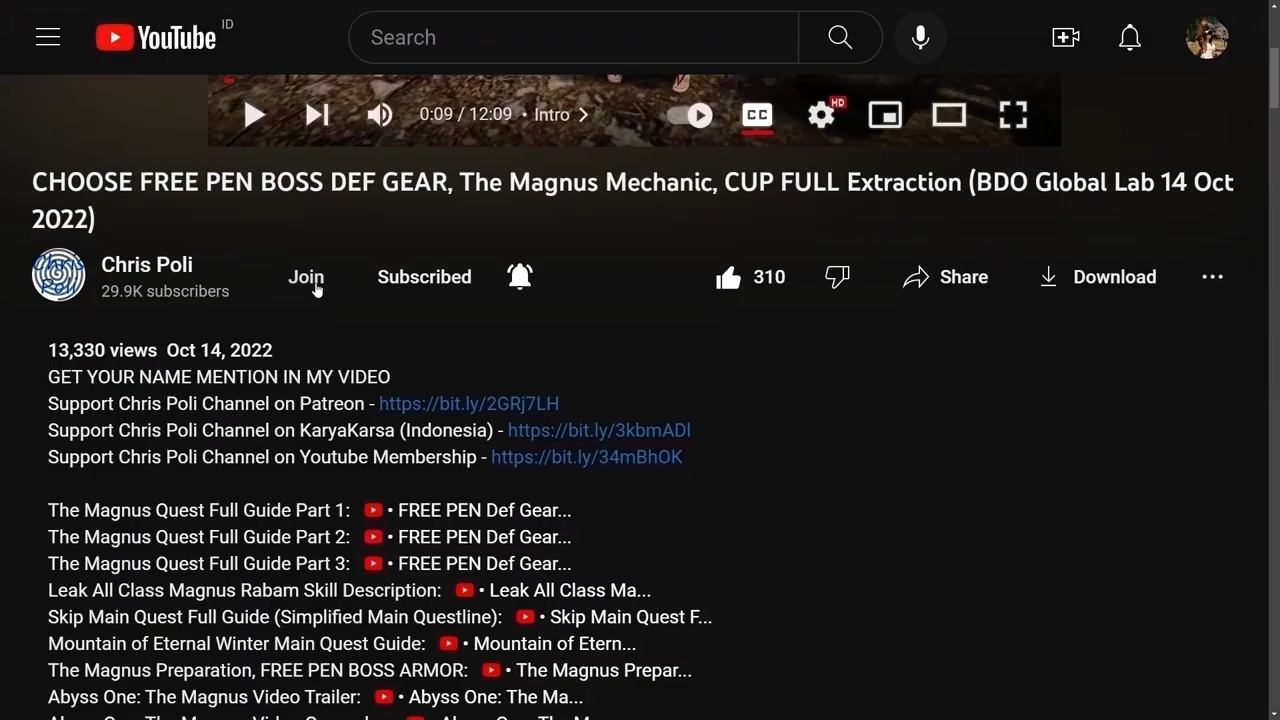 YouTube ID
Search
0:09 / 12:09 • Intro
CC
HD
CHOOSE FREE PEN BOSS DEF GEAR, The Magnus Mechanic, CUP FULL Extraction (BDO Global Lab 14 Oct
2022)
Chris Poli
Chris Poli
29.9K subscribers
Join
Subscribed
310
Share
Download
13,330 views Oct 14, 2022
GET YOUR NAME MENTION IN MY VIDEO
Support Chris Poli Channel on Patreon - https://bit.ly/2GRj7LH
Support Chris Poli Channel on KaryaKarsa (Indonesia) - https://bit.ly/3kbmADl
Support Chris Poli Channel on Youtube Membership - https://bit.ly/34mBhOK
The Magnus Quest Full Guide Part 1: • FREE PEN Def Gear...
The Magnus Quest Full Guide Part 2: • FREE PEN Def Gear...
The Magnus Quest Full Guide Part 3: • FREE PEN Def Gear...
Leak All Class Magnus Rabam Skill Description: • Leak All Class Ma...
Skip Main Quest Full Guide (Simplified Main Questline): • Skip Main Quest F...
Mountain of Eternal Winter Main Quest Guide: • Mountain of Etern...
The Magnus Preparation, FREE PEN BOSS ARMOR: • The Magnus Prepar...
Abyss One: The Magnus Video Trailer: • Abyss One: The Ma...